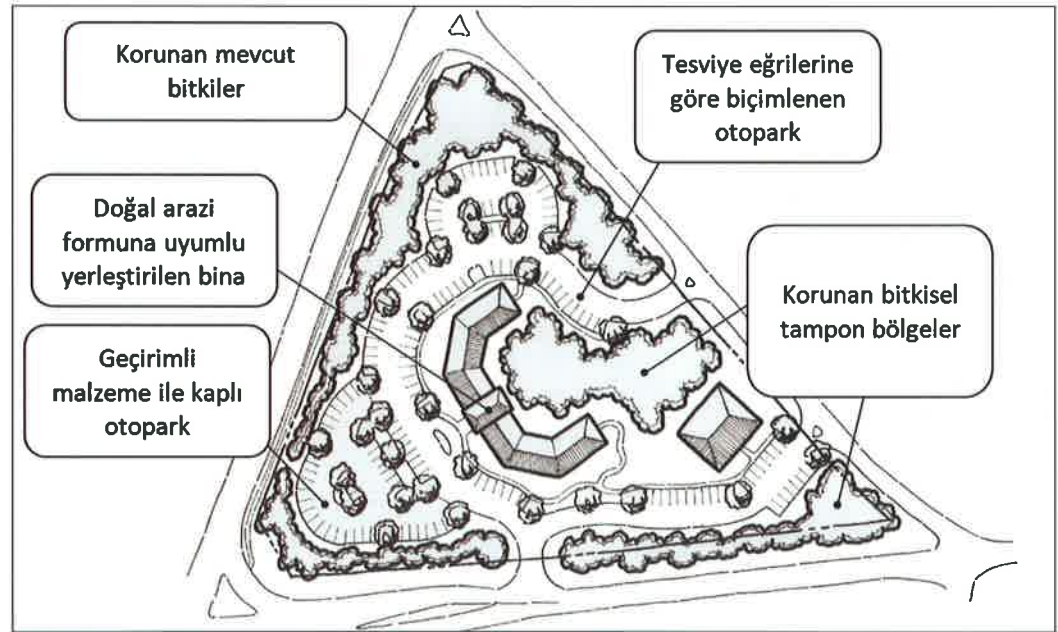 Korunan mevcut
bitkiler
Tesviye eğrilerine
göre biçimlenen
otopark
Doğal arazi
formuna uyumlu
yerleştirilen bina
Korunan bitkisel
tampon bölgeler
Geçirimli
malzeme ile kaplı
otopark